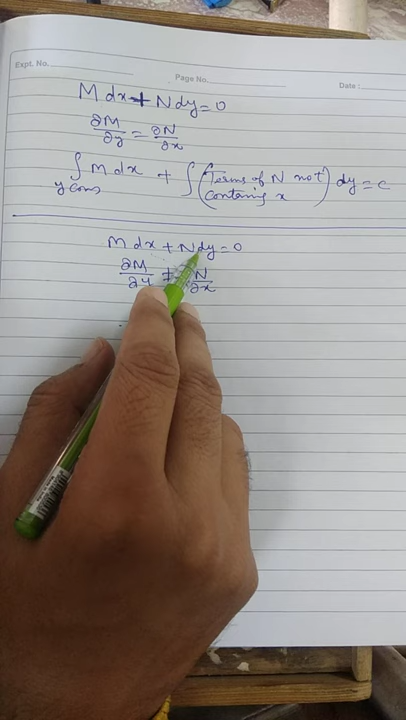 Expt. No.
Page No.
Date :
M dx + N dy = 0
∂M/∂y = ∂N/∂x
∫ M dx + ∫ (Terms of N not containing x) dy = c
y cons
M dx + N dy = 0
∂M/∂y ≠ N/∂x